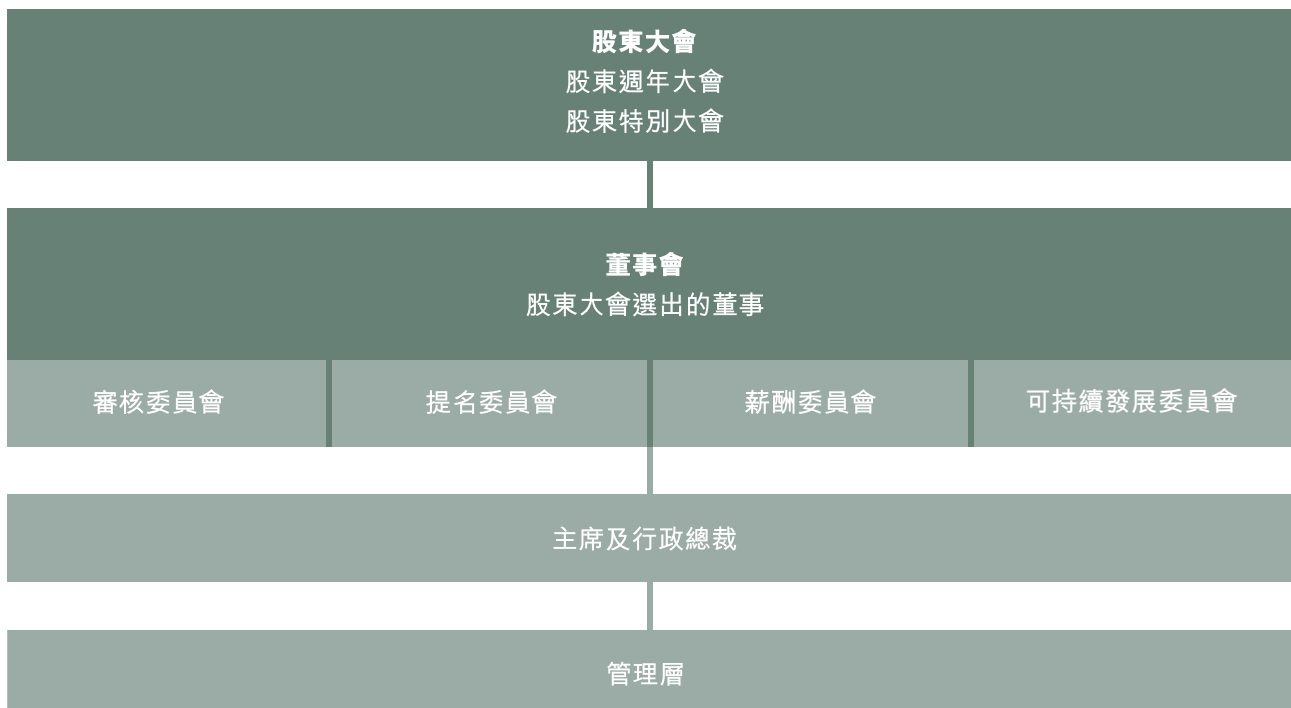 股東大會
股東週年大會
股東特別大會
董事會
股東大會選出的董事
審核委員會
提名委員會
薪酬委員會
可持續發展委員會
主席及行政總裁
管理層